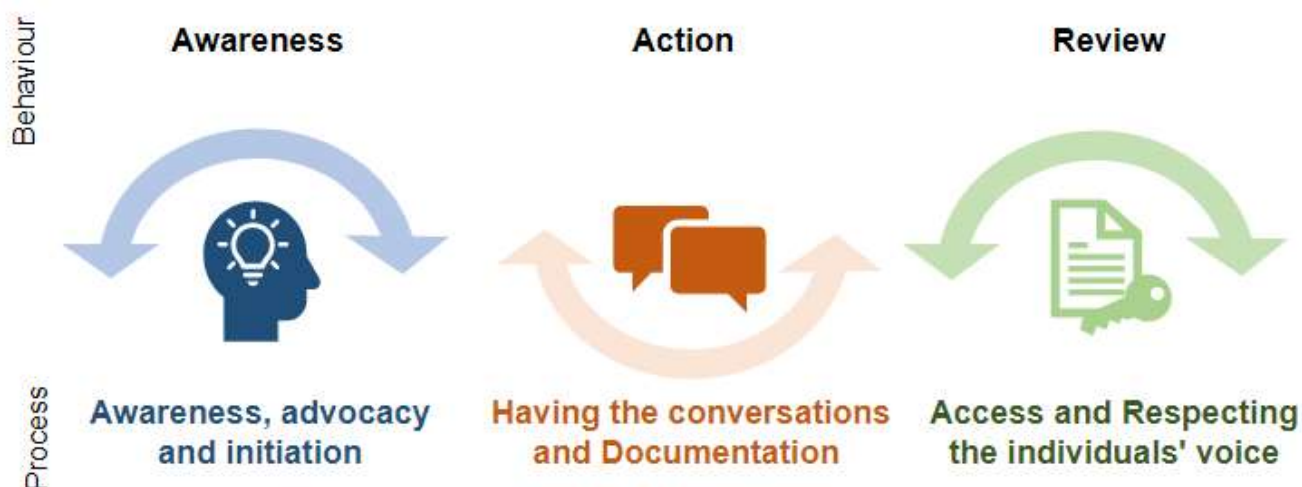 Behaviour
Awareness
Action
Review
Process
Awareness, advocacy
and initiation
Having the conversations
and Documentation
Access and Respecting
the individuals' voice